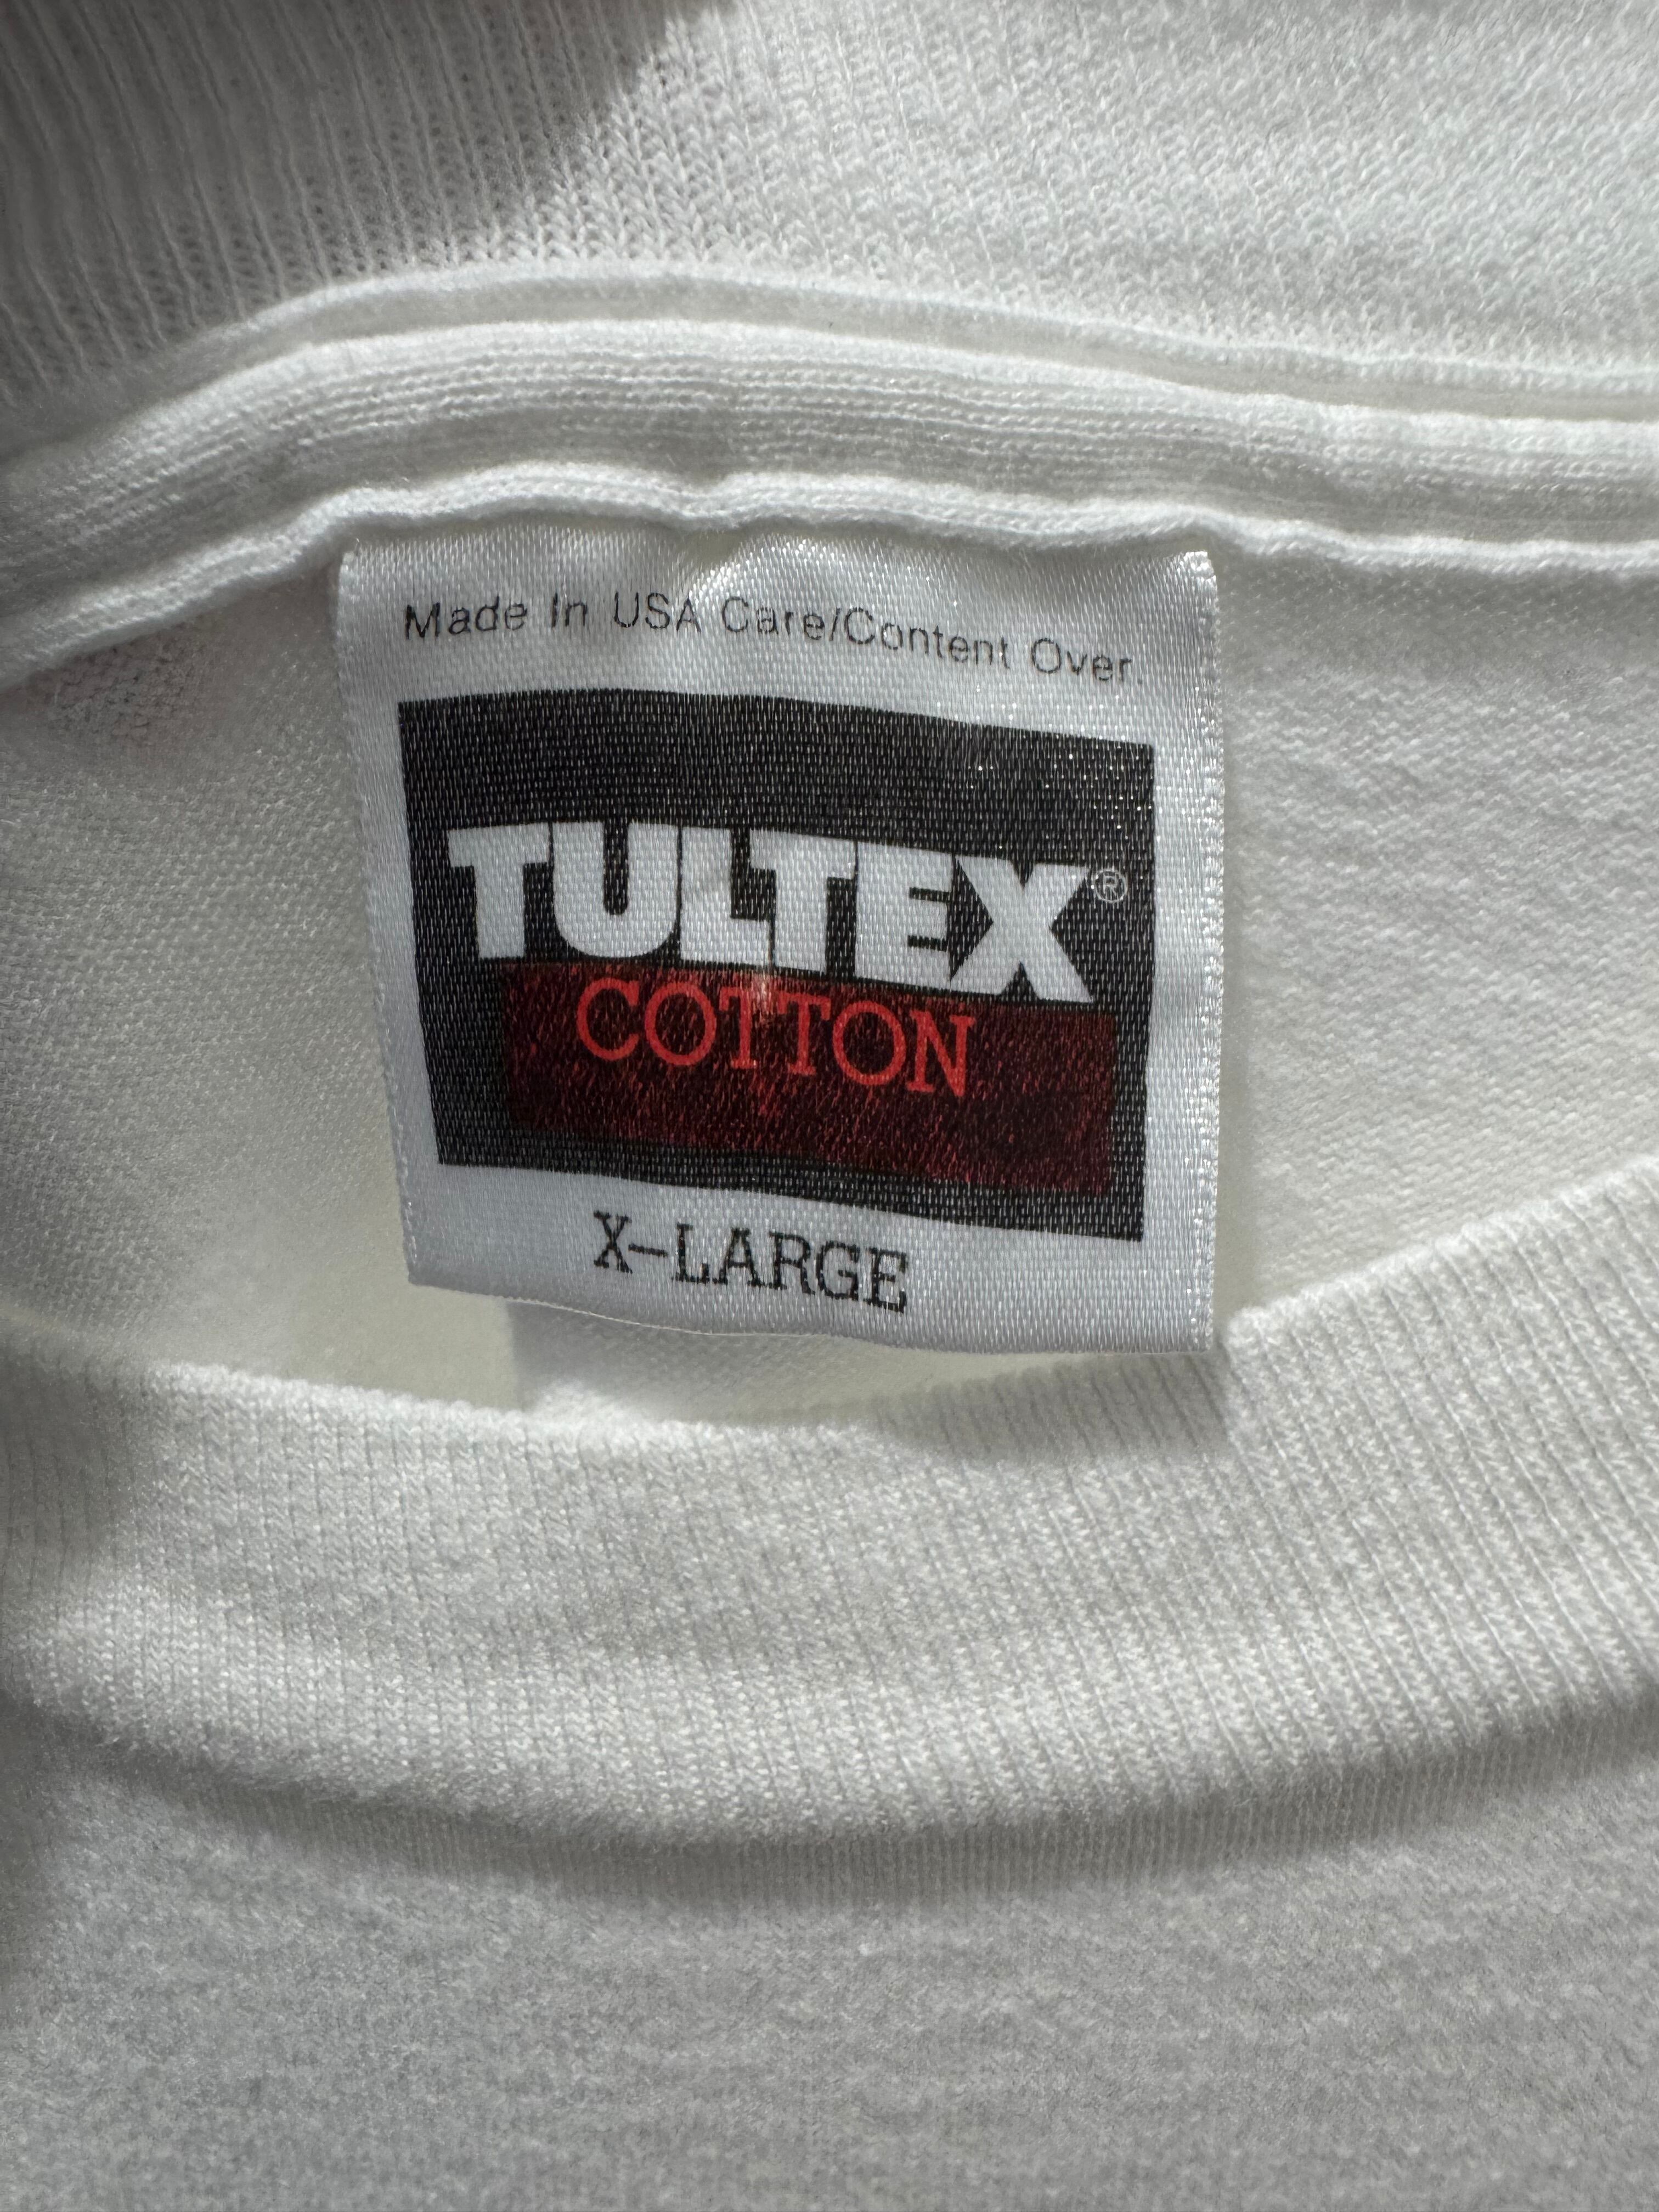 Made In USA Care/Content Over.
TULTEX®
COTTON
X-LARGE